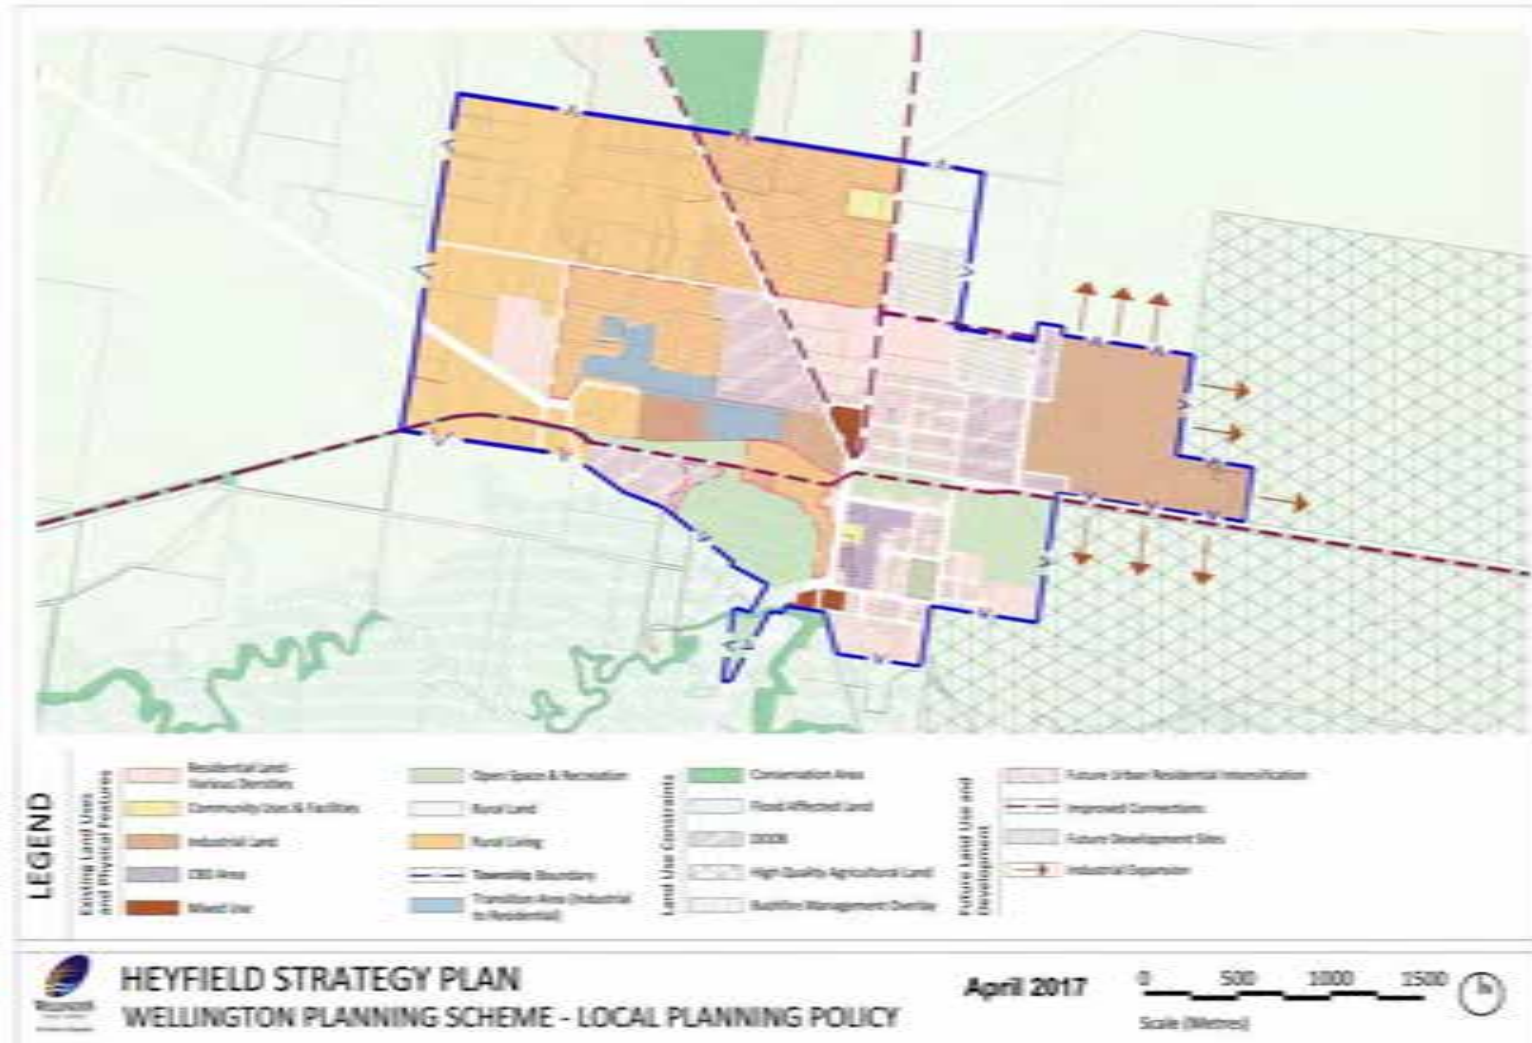 LEGEND
Existing Land Uses
and Physical Features
Residential Land -
Various Densities
Community Uses & Facilities
Industrial Land
CBD Area
Mixed Use
Open Space & Recreation
Rural Land
Rural Living
Township Boundary
Transition Area (Industrial
to Residential)
Land Use Constraints
Conservation Area
Flood Affected Land
High Quality Agricultural Land
Bushfire Management Overlay
Future Land Use and
Development
Future Urban Residential Intensification
Improved Connections
Future Development Sites
Industrial Expansion
HEYFIELD STRATEGY PLAN
WELLINGTON PLANNING SCHEME - LOCAL PLANNING POLICY
April 2017
0 500 1000 1500
Scale (Metres)